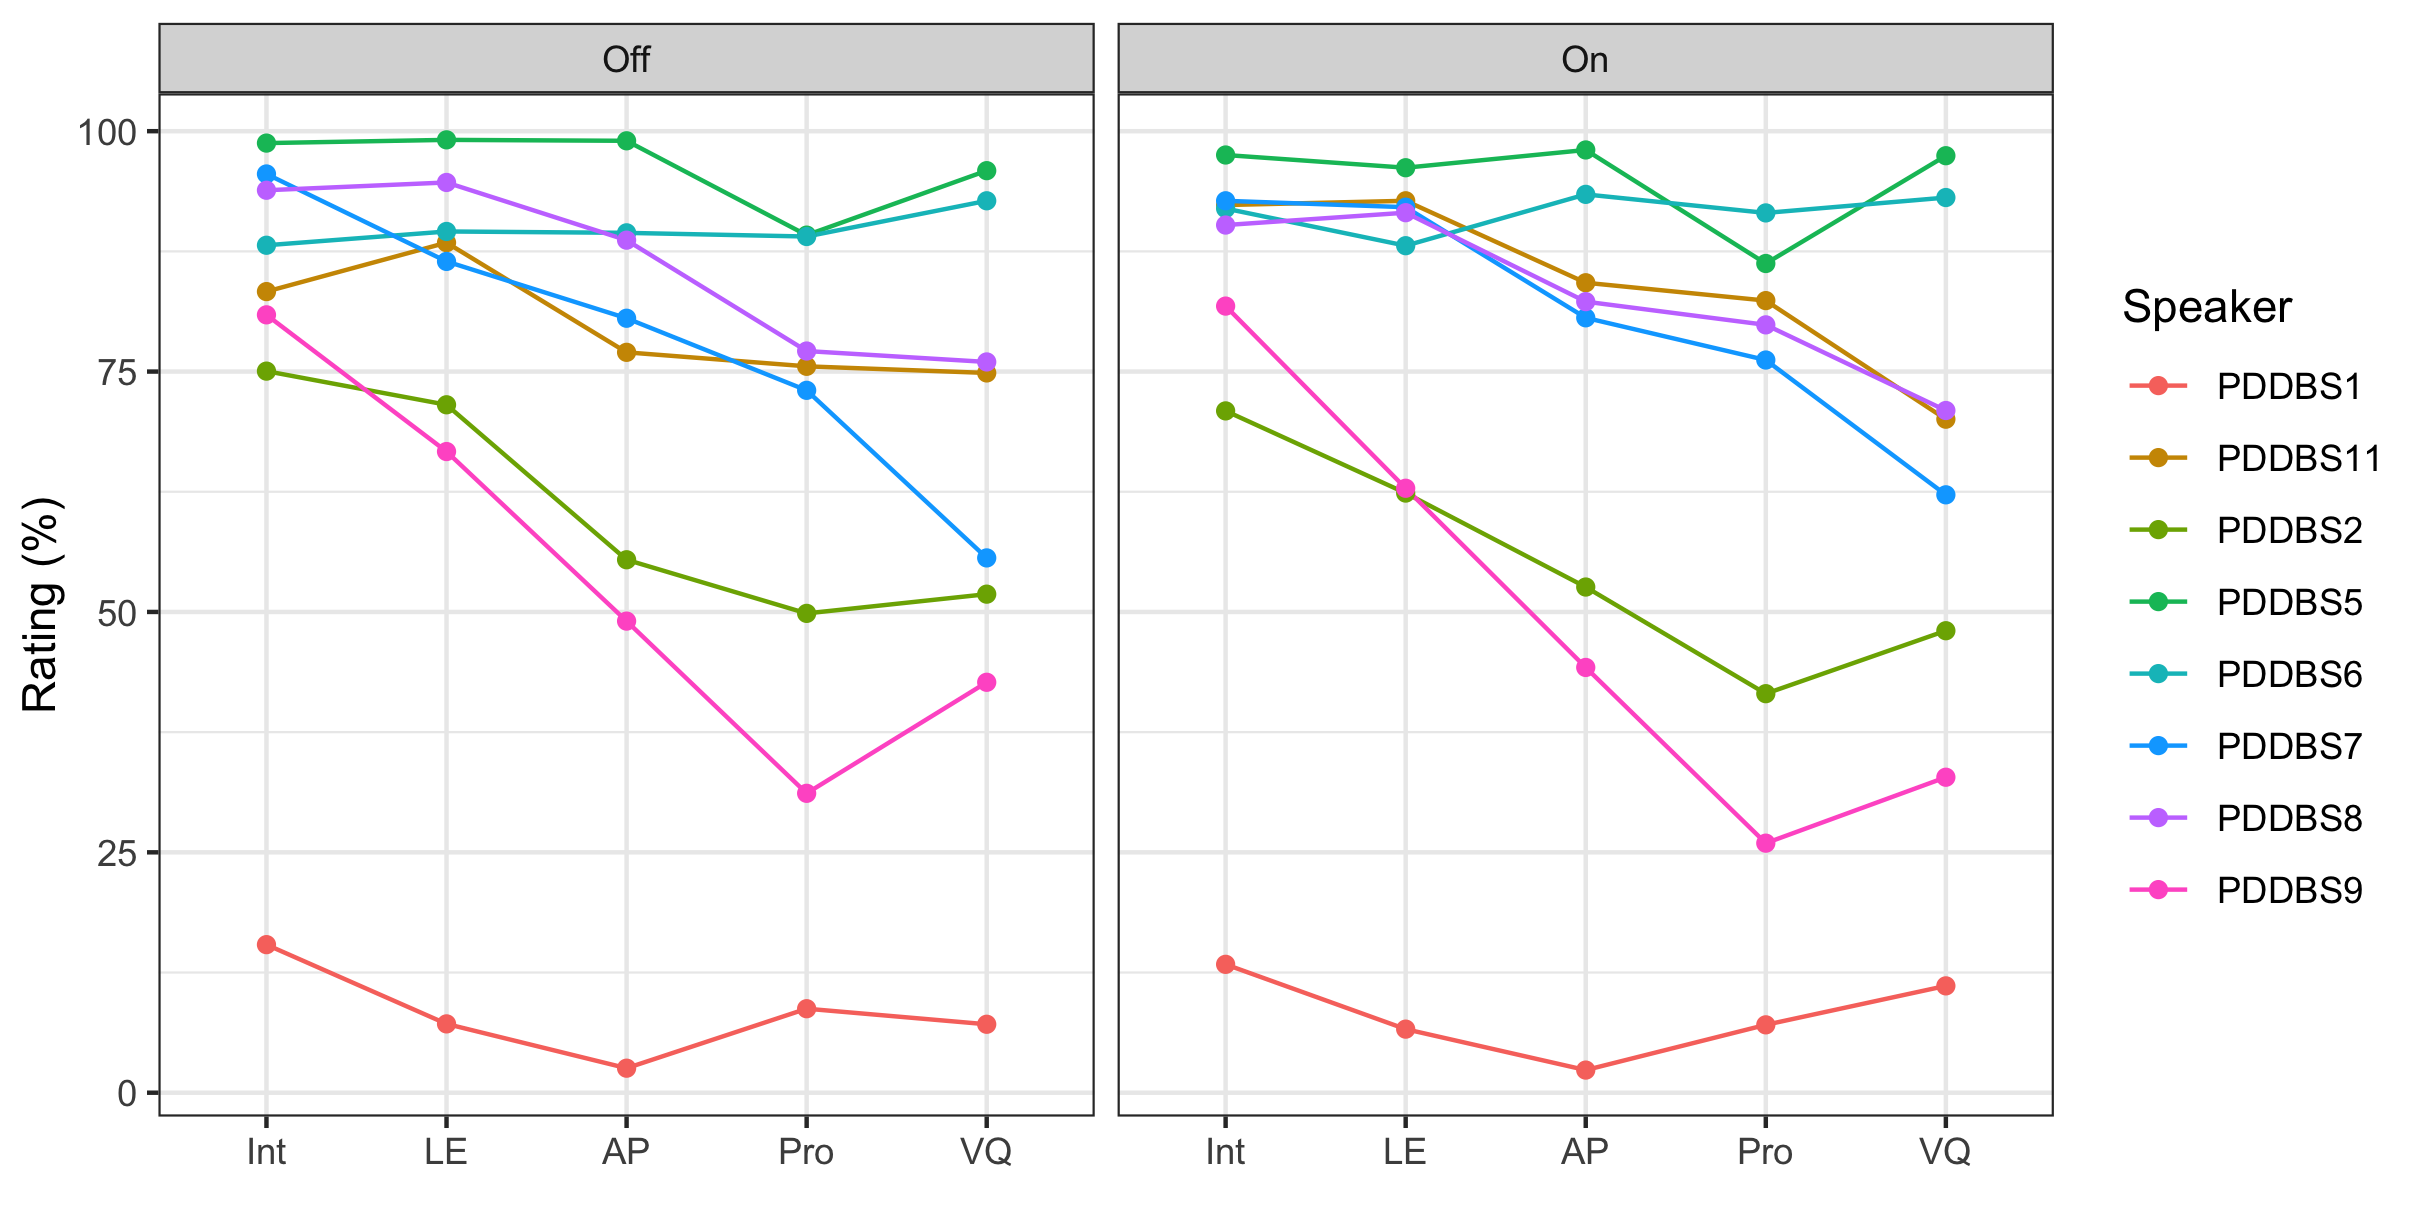 Off
On
Rating (%)
100
75
50
25
0
Int LE AP Pro VQ
Int LE AP Pro VQ
Speaker
PDDBS1
PDDBS11
PDDBS2
PDDBS5
PDDBS6
PDDBS7
PDDBS8
PDDBS9